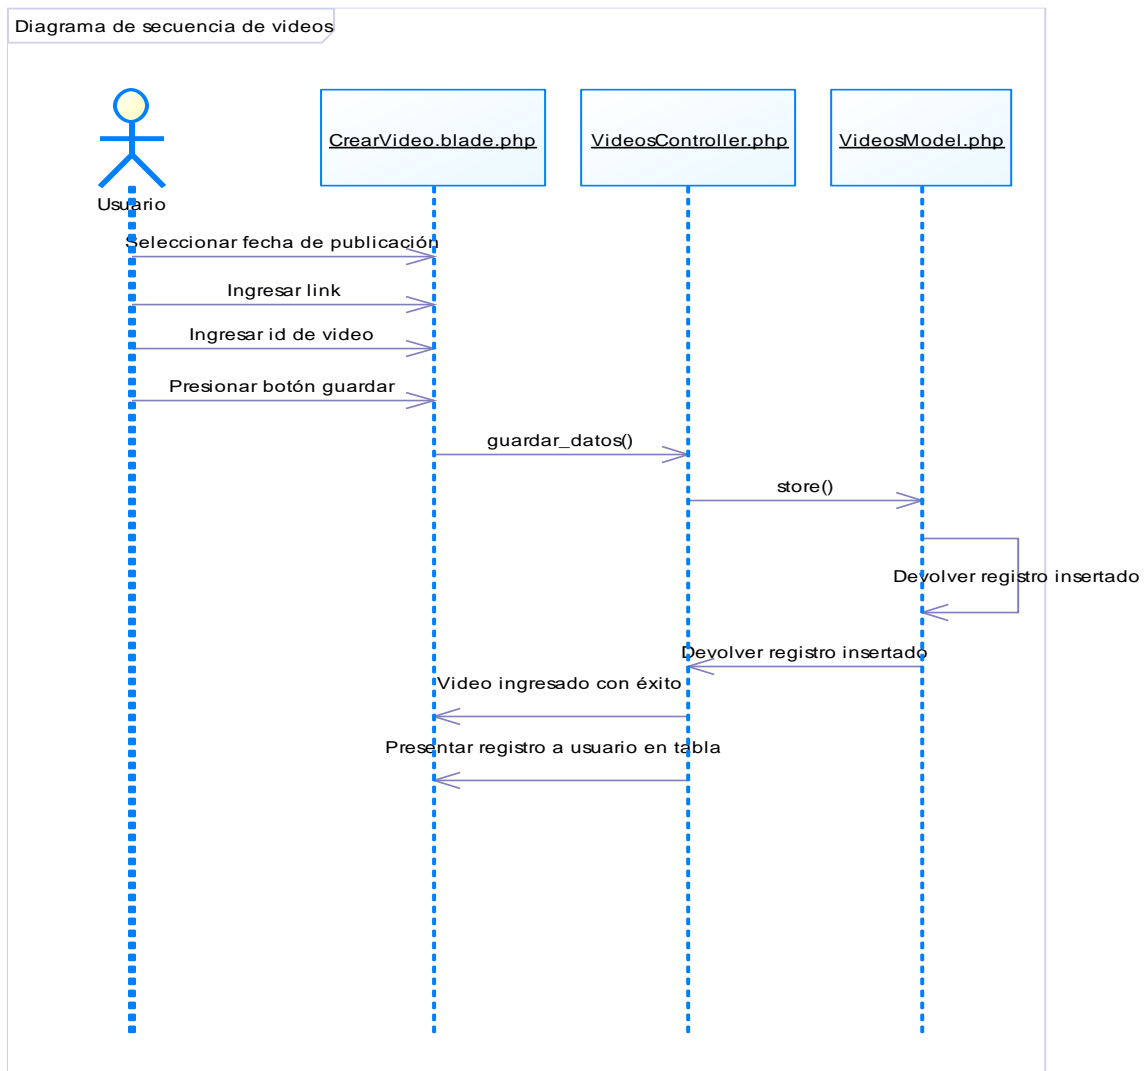 Diagrama de secuencia de videos
CrearVideo.blade.php
VideosController.php
VideosModel.php
Usuario
Seleccionar fecha de publicación
Ingresar link
Ingresar id de video
Presionar botón guardar
guardar_datos()
store()
Devolver registro insertado
Devolver registro insertado
Video ingresado con éxito
Presentar registro a usuario en tabla